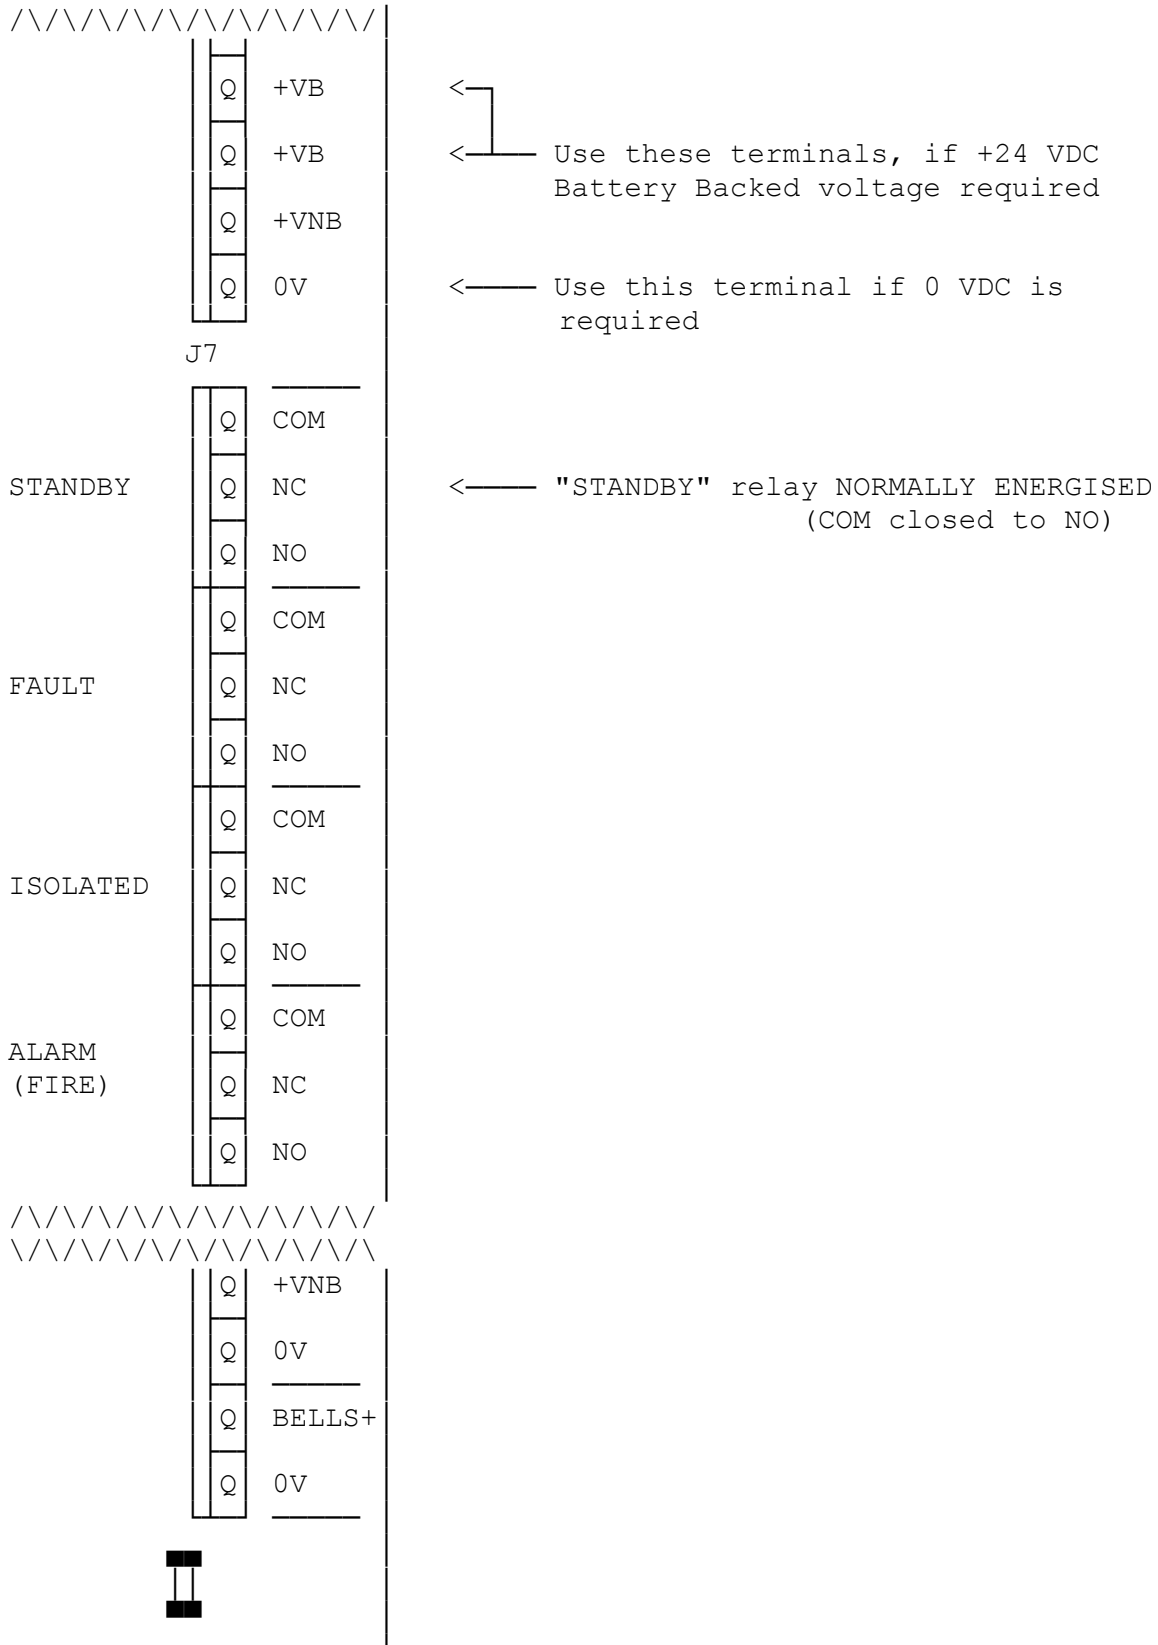 +VB
+VB Use these terminals, if +24 VDC
Battery Backed voltage required
+VNB
0V Use this terminal if 0 VDC is
required
J7
COM
STANDBY NC "STANDBY" relay NORMALLY ENERGISED
(COM closed to NO)
NO
COM
FAULT NC
NO
COM
ISOLATED NC
NO
COM
ALARM
(FIRE) NC
NO
+VNB
0V
BELLS+
0V